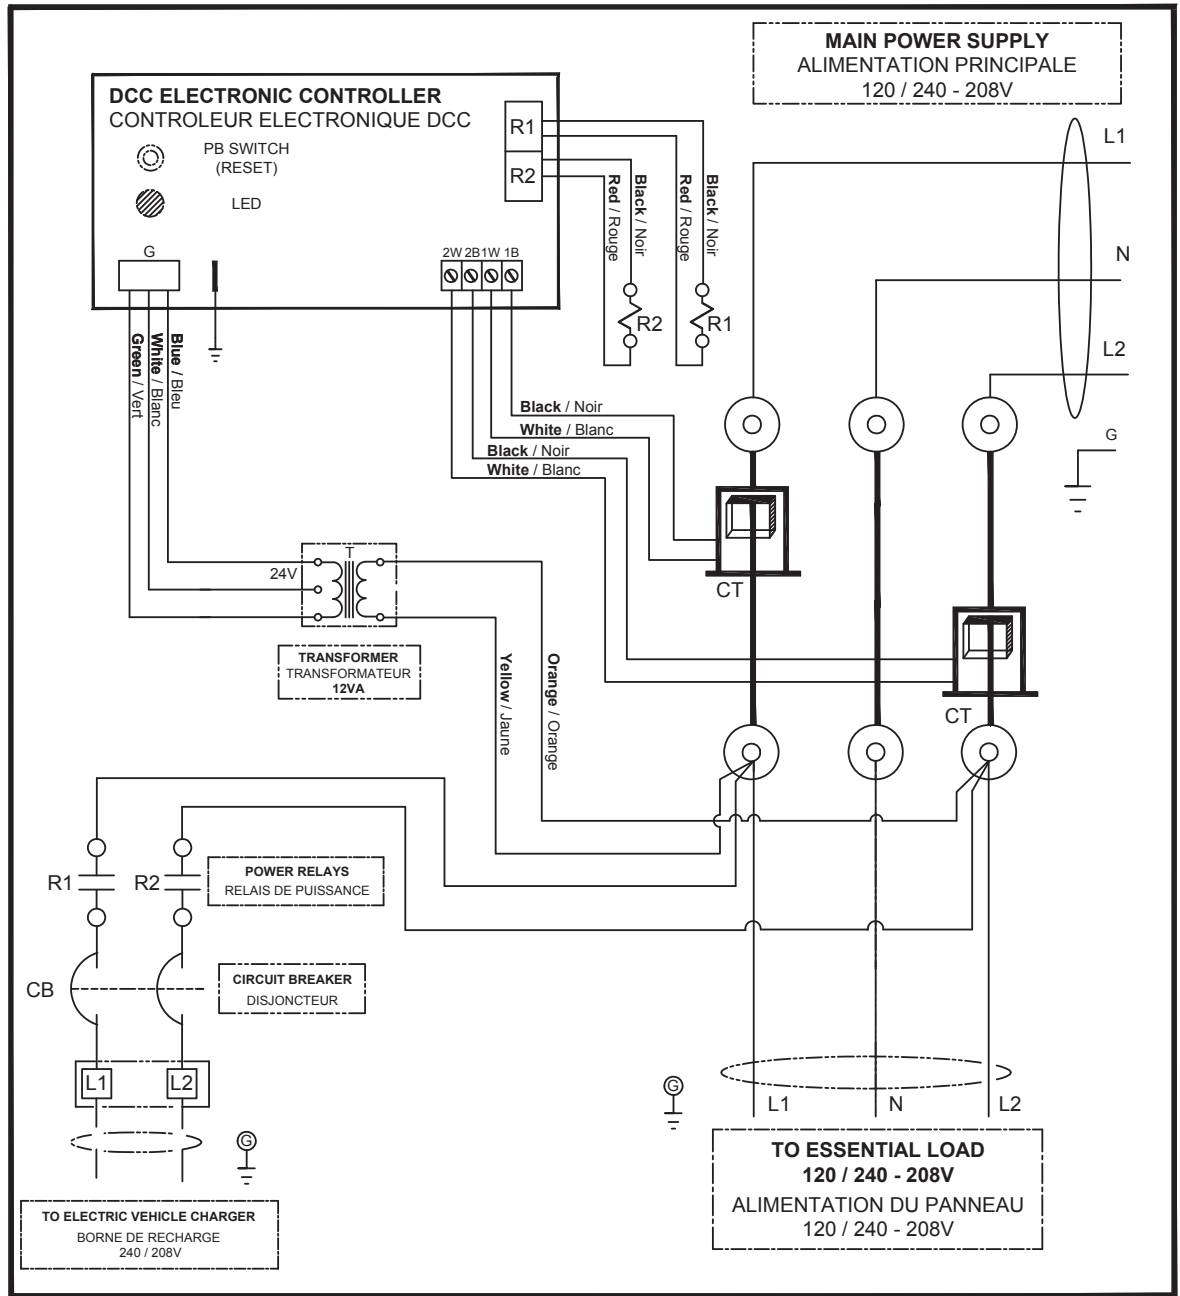 MAIN POWER SUPPLY
ALIMENTATION PRINCIPALE
120 / 240 - 208V
DCC ELECTRONIC CONTROLLER
CONTROLEUR ELECTRONIQUE DCC
PB SWITCH
(RESET)
LED
R1
R2
G
2W 2B 1W 1B
Red / Rouge
Black / Noir
Red / Rouge
Black / Noir
R2
R1
L1
N
L2
G
Green / Vert
White / Blanc
Blue / Bleu
Black / Noir
White / Blanc
Black / Noir
White / Blanc
CT
CT
24V
T
TRANSFORMER
TRANSFORMATEUR
12VA
Yellow / Jaune
Orange / Orange
R1
R2
POWER RELAYS
RELAIS DE PUISSANCE
CB
CIRCUIT BREAKER
DISJONCTEUR
L1
L2
G
G
L1
N
L2
TO ELECTRIC VEHICLE CHARGER
BORNE DE RECHARGE
240 / 208V
TO ESSENTIAL LOAD
120 / 240 - 208V
ALIMENTATION DU PANNEAU
120 / 240 - 208V